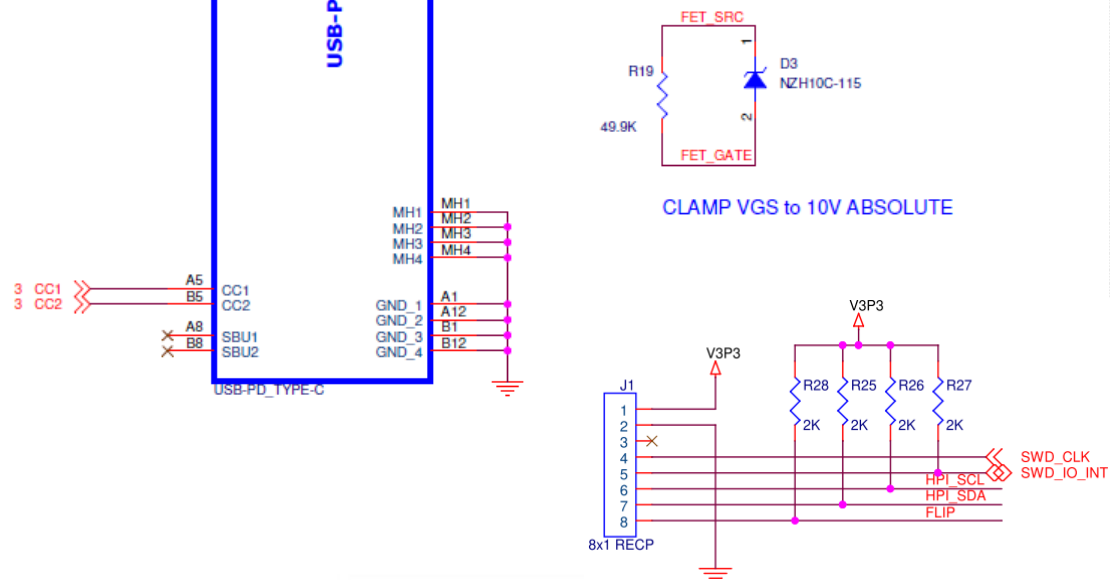 USB-P
MH1
MH2
MH3
MH4
MH1
MH2
MH3
MH4
3 CC1
3 CC2
A5
B5
CC1
CC2
A8
B8
SBU1
SBU2
GND_1
GND_2
GND_3
GND_4
A1
A12
B1
B12
USB-PD_TYPE-C
FET_SRC
1
R19
49.9K
D3
NZH10C-115
2
FET_GATE
CLAMP VGS to 10V ABSOLUTE
V3P3
V3P3
J1
1
2
3
4
5
6
7
8
8x1 RECP
R28
2K
R25
2K
R26
2K
R27
2K
SWD_CLK
SWD_IO_INT
HPI_SCL
HPI_SDA
FLIP